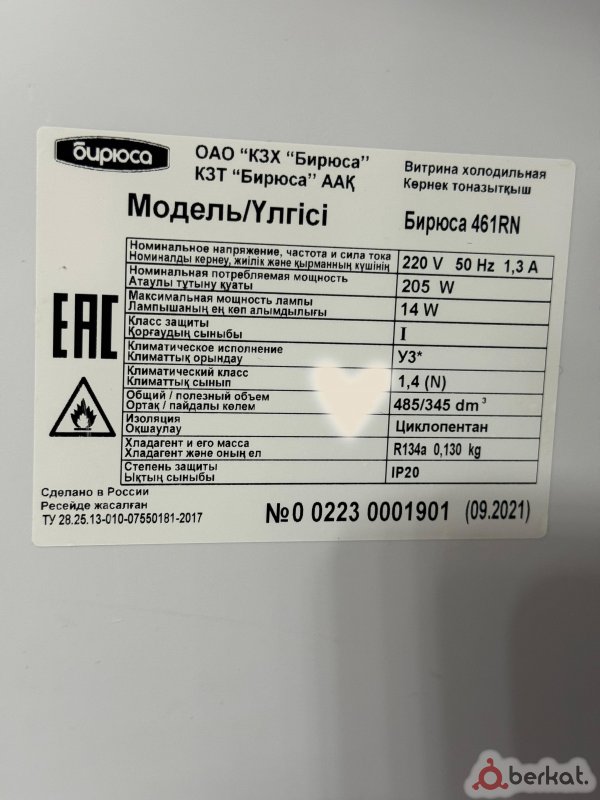 бирюса
ОАО “КЗХ “Бирюса”
КЗТ “Бирюса” ААҚ
Витрина холодильная
Көрнек тоназытқыш
Модель/Үлгісі
Бирюса 461RN
Номинальное напряжение, частота и сила тока
Номиналды кернеу, жиілік және қырманның күшінің
220 V 50 Hz 1,3 A
Номинальная потребляемая мощность
Атаулы тұтыну қуаты
205 W
Максимальная мощность лампы
Лампышаның ең көп алымдылығы
14 W
Класс защиты
Қорғаудың сыныбы
I
Климатическое исполнение
Климаттық орындау
У3*
Климатический класс
Климаттық сынып
1,4 (N)
Общий / полезный объем
Ортақ / пайдалы көлем
485/345 dm³
Изоляция
Оқшаулау
Циклопентан
Хладагент и его масса
Хладагент және оның ел
R134a 0,130 kg
Степень защиты
Ықтың сыныбы
IP20
EAC
Сделано в России
Ресейде жасалған
ТУ 28.25.13-010-07550181-2017
№0 0223 0001901 (09.2021)
berkat.